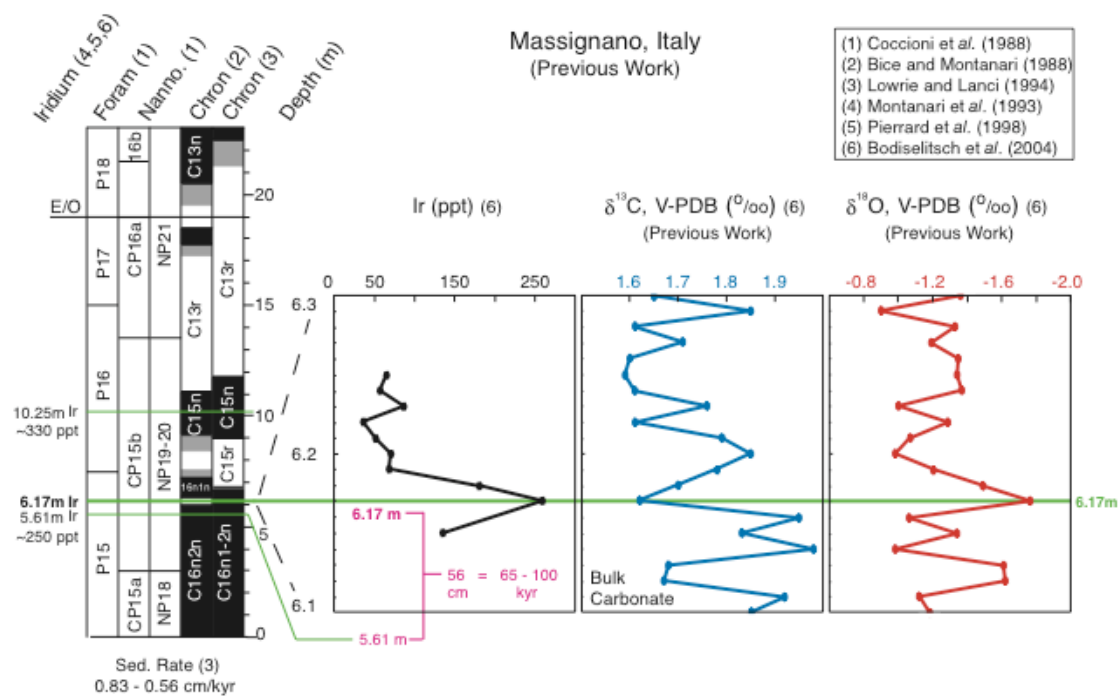 Massignano, Italy
(Previous Work)
(1) Coccioni et al. (1988)
(2) Bice and Montanari (1988)
(3) Lowrie and Lanci (1994)
(4) Montanari et al. (1993)
(5) Pierrard et al. (1998)
(6) Bodiselitsch et al. (2004)
Iridium (4,5,6)
Foram (1)
Nanno. (1)
Chron (2)
Chron (3)
Depth (m)
E/O
10.25m Ir
~330 ppt
6.17m Ir
5.61m Ir
~250 ppt
P18
P17
P16
P15
16b
CP16a
CP15b
CP15a
NP21
NP19-20
NP18
C13n
C13r
C15n
16n1n
C16n2n
C13r
C15n
C15r
C16n1-2n
20
15
10
5
0
Sed. Rate (3)
0.83 - 0.56 cm/kyr
Ir (ppt) (6)
0 50 150 250
6.3
6.2
6.1
6.17 m
56 = 65 - 100
cm kyr
5.61 m
δ13C, V-PDB (o/oo) (6)
(Previous Work)
1.6 1.7 1.8 1.9
Bulk
Carbonate
δ18O, V-PDB (o/oo) (6)
(Previous Work)
-0.8 -1.2 -1.6 -2.0
6.17m